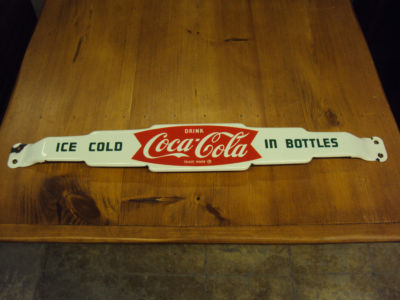 DRINK
ICE COLD Coca-Cola IN BOTTLES
TRADE MARK ®